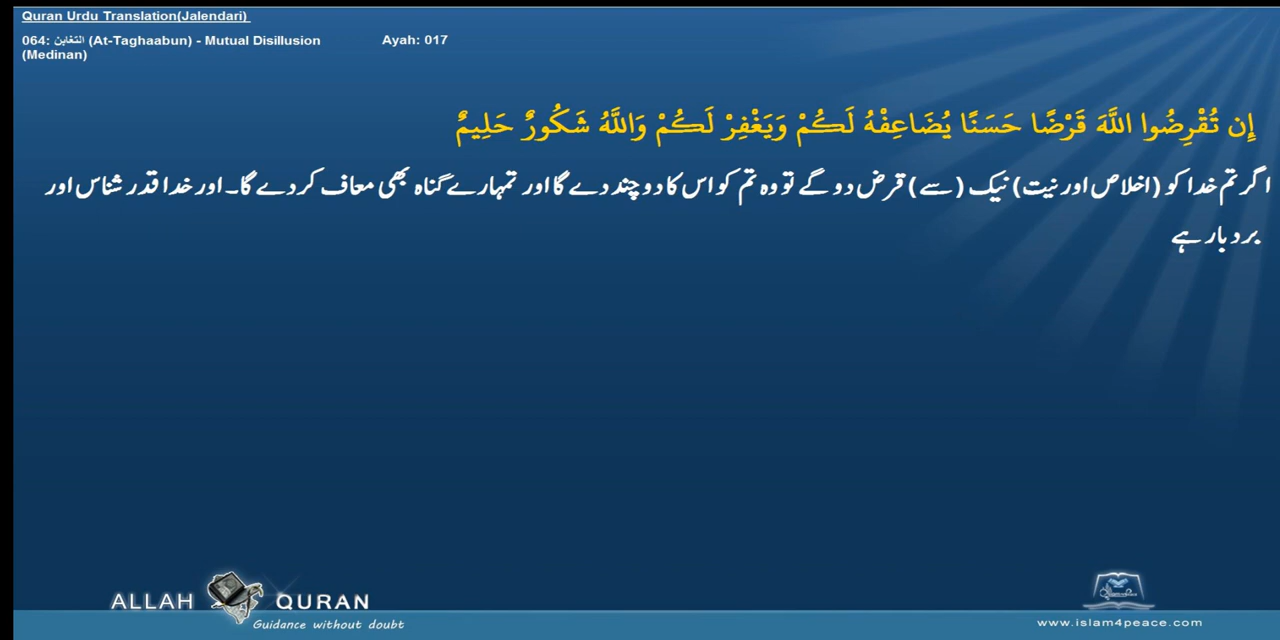 Quran Urdu Translation(Jalendari)
064: التغابن (At-Taghaabun) - Mutual Disillusion Ayah: 017
(Medinan)
إِن تُقْرِضُوا اللَّهَ قَرْضًا حَسَنًا يُضَاعِفْهُ لَكُمْ وَيَغْفِرْ لَكُمْ وَاللَّهُ شَكُورٌ حَلِيمٌ
اگر تم خدا کو (اخلاص اور نیت) نیک (سے) قرض دو گے تو وہ تم کو اس کا دوچند دے گا اور تمہارے گناہ بھی معاف کر دے گا۔ اور خدا قدر شناس اور
بردبار ہے
ALLAH QURAN
Guidance without doubt
www.islam4peace.com